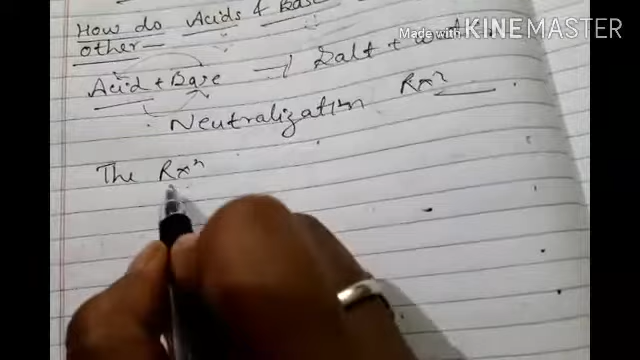 Made with KINEMASTER
How do Acids & Base
other—
Acid + Base → Salt +
Neutralization Rxn
The Rxn